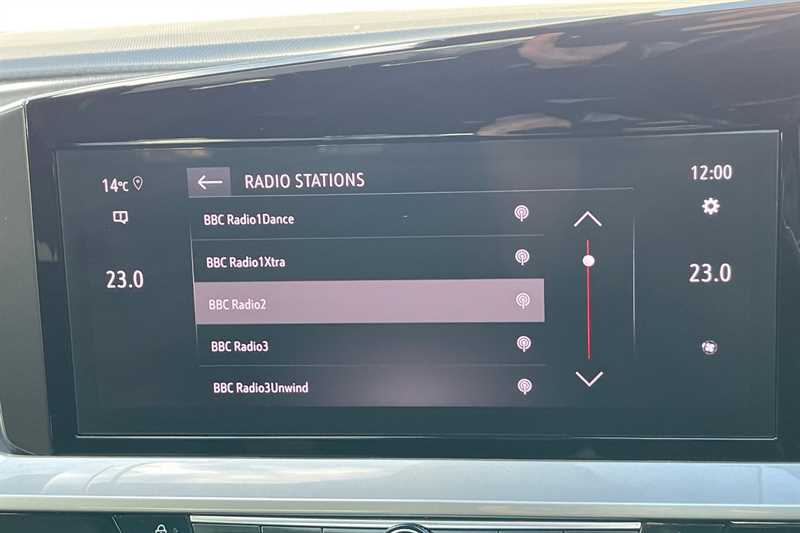 14°C
RADIO STATIONS
12:00
BBC Radio1Dance
BBC Radio1Xtra
23.0
BBC Radio2
23.0
BBC Radio3
BBC Radio3Unwind